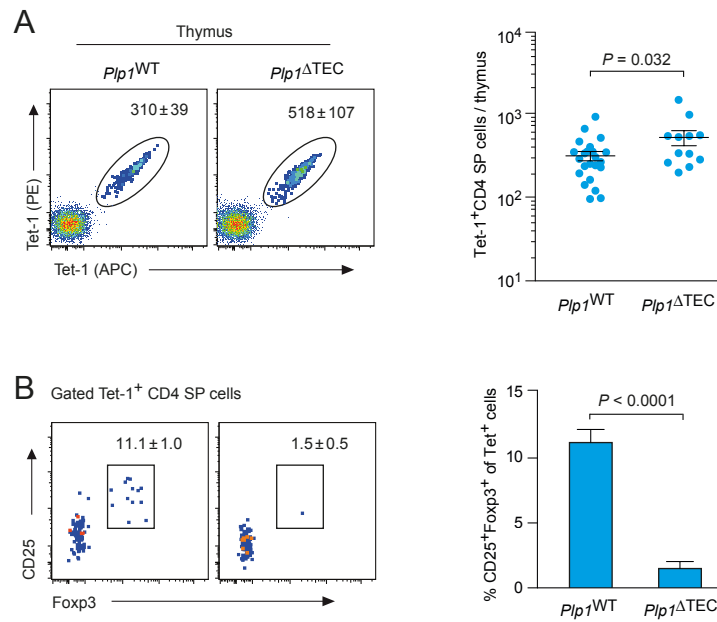 A
Thymus
Plp1WT
Plp1ΔTEC
310±39
518±107
Tet-1 (PE)
Tet-1 (APC)
Tet-1+CD4 SP cells / thymus
104
103
102
101
P = 0.032
Plp1WT
Plp1ΔTEC
B
Gated Tet-1+ CD4 SP cells
11.1±1.0
1.5±0.5
CD25
Foxp3
% CD25+Foxp3+ of Tet+ cells
15
10
5
0
P < 0.0001
Plp1WT
Plp1ΔTEC